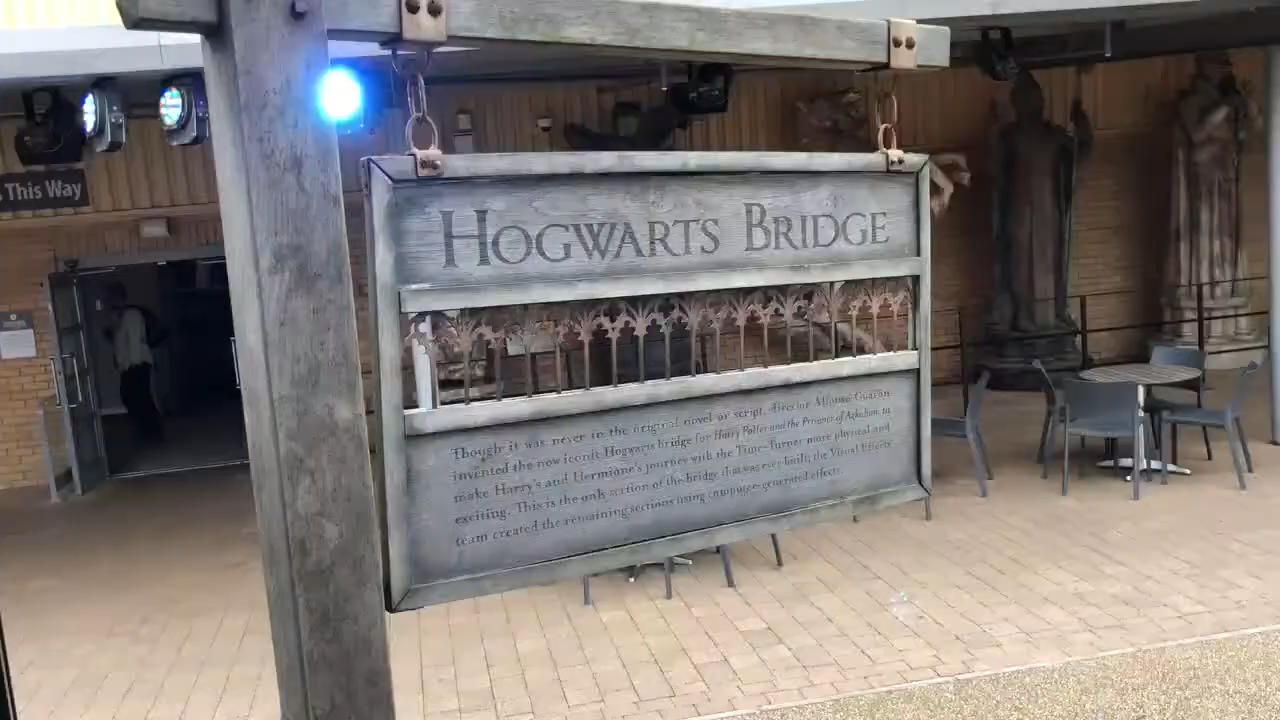 This Way
HOGWARTS BRIDGE
Though it was never in the original novel or script, director Alfonso Cuaron
invented the now iconic Hogwarts bridge for Harry Potter and the Prisoner of Azkaban, to
make Harry's and Hermione's journey with the Time-Turner more physical and
exciting. This is the only section of the bridge that was ever built; the Visual Effects
team created the remaining sections using computer-generated effects.